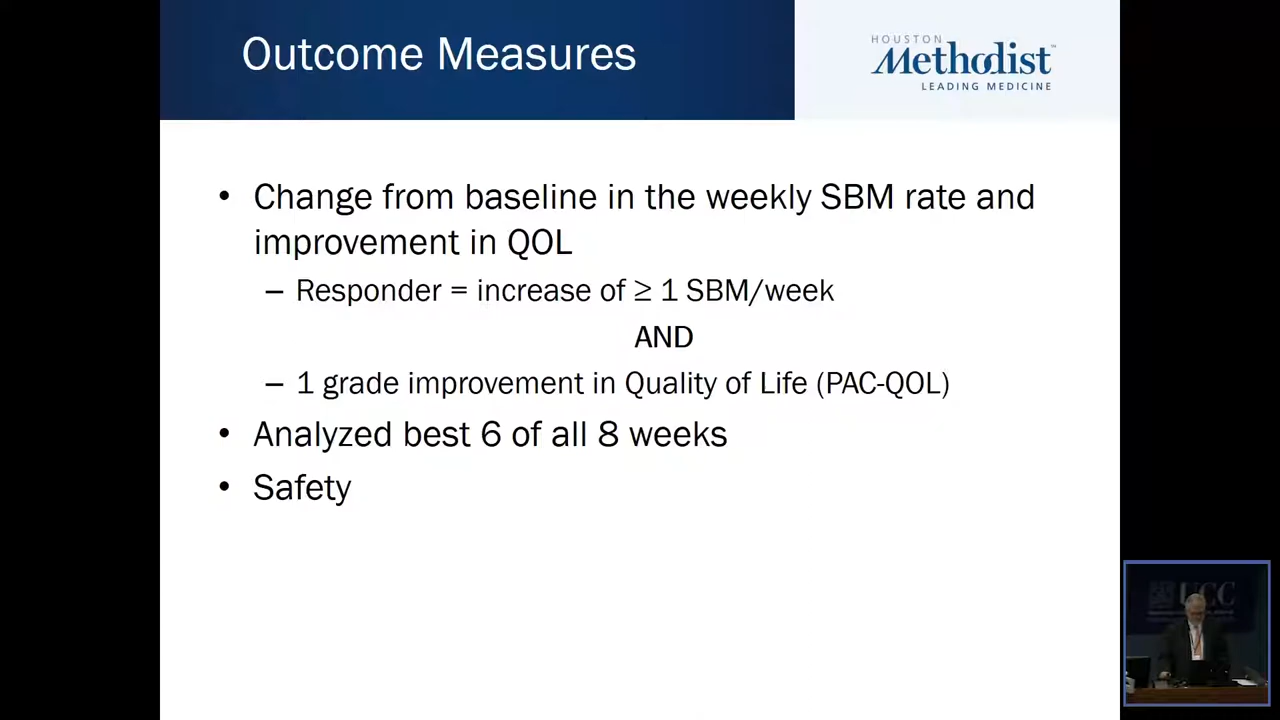 Outcome Measures
HOUSTON
Methodist™
LEADING MEDICINE
• Change from baseline in the weekly SBM rate and
improvement in QOL
– Responder = increase of ≥ 1 SBM/week
AND
– 1 grade improvement in Quality of Life (PAC-QOL)
• Analyzed best 6 of all 8 weeks
• Safety
UCC